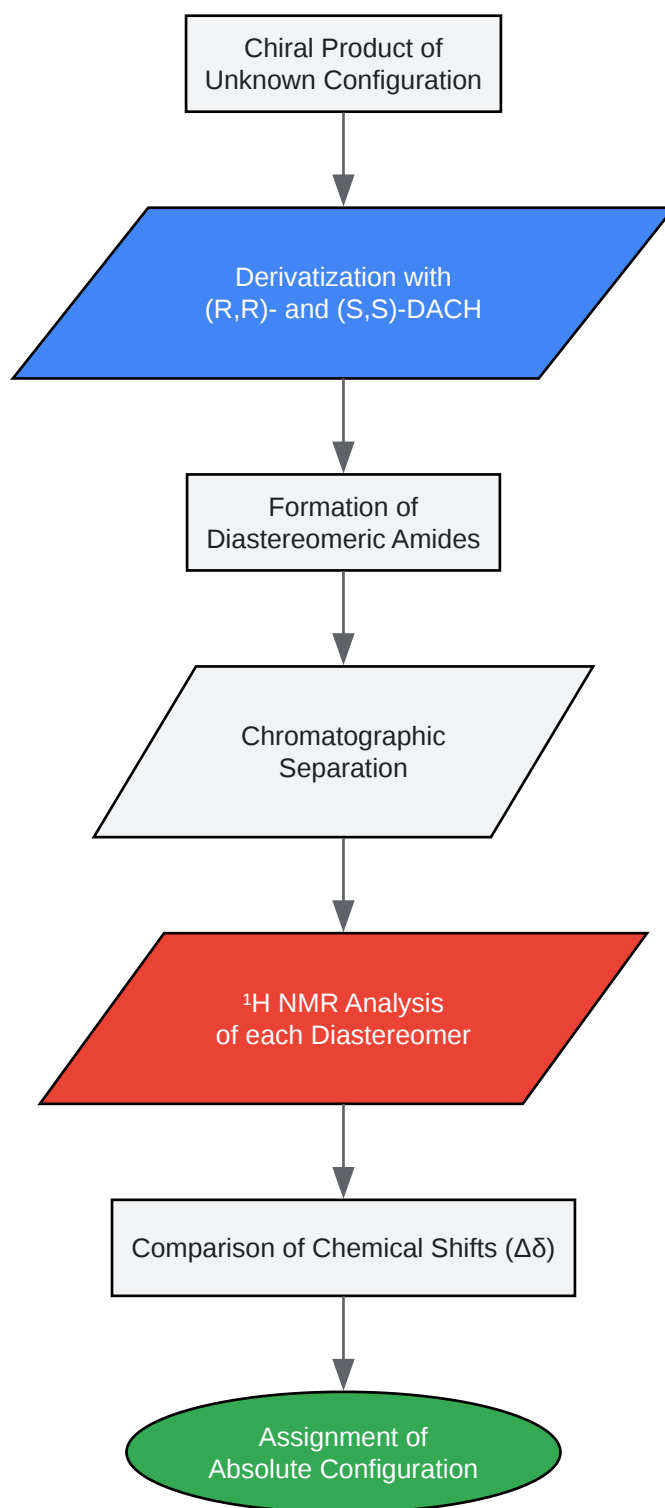 Chiral Product of
Unknown Configuration
Derivatization with
(R,R)- and (S,S)-DACH
Formation of
Diastereomeric Amides
Chromatographic
Separation
¹H NMR Analysis
of each Diastereomer
Comparison of Chemical Shifts (Δδ)
Assignment of
Absolute Configuration